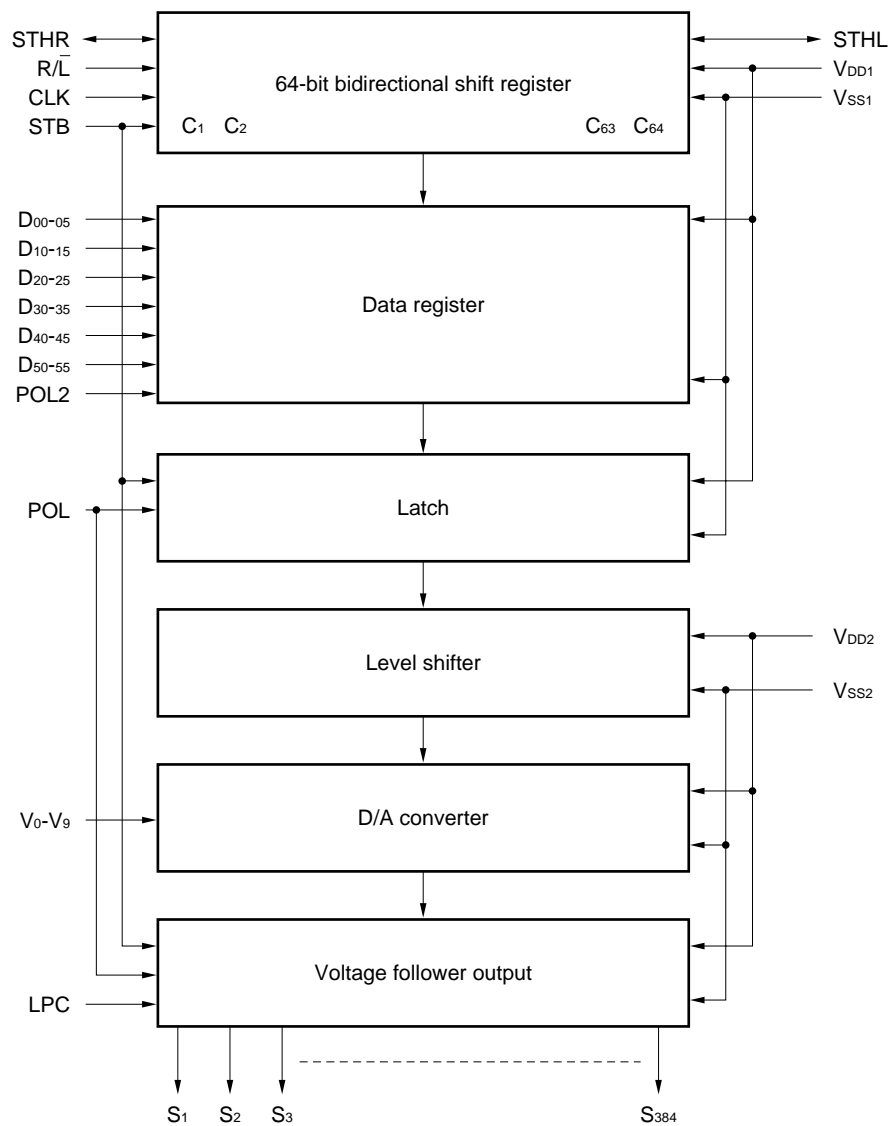 STHR
STHL
R/L̅
VDD1
64-bit bidirectional shift register
CLK
VSS1
STB
C1 C2 C63 C64
D00-05
D10-15
D20-25
D30-35
Data register
D40-45
D50-55
POL2
POL
Latch
VDD2
Level shifter
VSS2
V0-V9
D/A converter
Voltage follower output
LPC
S1 S2 S3 S384